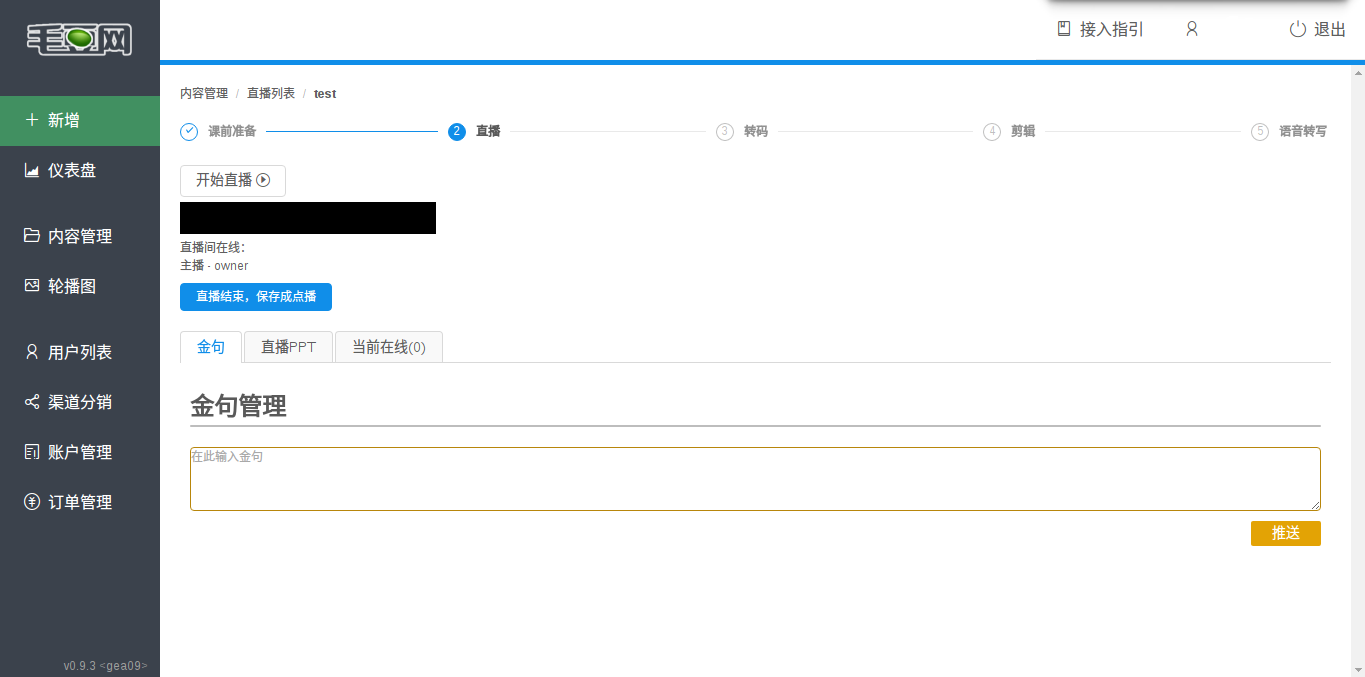 毛豆网
接入指引
退出
新增
仪表盘
内容管理
轮播图
用户列表
渠道分销
账户管理
订单管理
v0.9.3 <gea09>
内容管理 / 直播列表 / test
课前准备 2 直播 3 转码 4 剪辑 5 语音转写
开始直播
直播间在线:
主播 - owner
直播结束，保存成点播
金句 直播PPT 当前在线(0)
金句管理
在此输入金句
推送